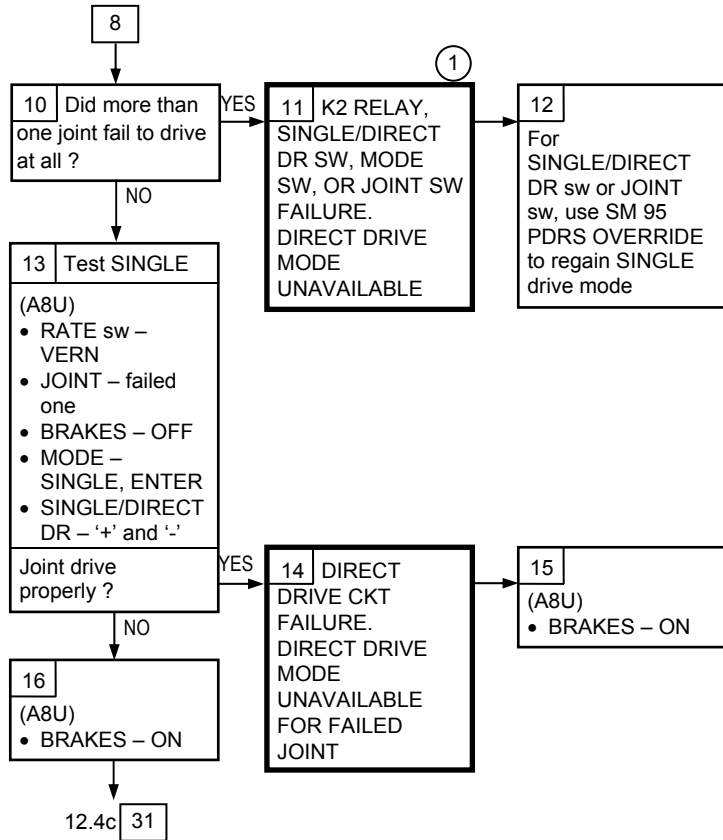 8
1
10 Did more than
one joint fail to drive
at all ?
YES
NO
11 K2 RELAY,
SINGLE/DIRECT
DR SW, MODE
SW, OR JOINT SW
FAILURE.
DIRECT DRIVE
MODE
UNAVAILABLE
12
For
SINGLE/DIRECT
DR sw or JOINT
sw, use SM 95
PDRS OVERRIDE
to regain SINGLE
drive mode
13 Test SINGLE
(A8U)
• RATE sw –
VERN
• JOINT – failed
one
• BRAKES – OFF
• MODE –
SINGLE, ENTER
• SINGLE/DIRECT
DR – ‘+’ and ‘-’
Joint drive
properly ?
YES
NO
14 DIRECT
DRIVE CKT
FAILURE.
DIRECT DRIVE
MODE
UNAVAILABLE
FOR FAILED
JOINT
15
(A8U)
• BRAKES – ON
16
(A8U)
• BRAKES – ON
12.4c 31